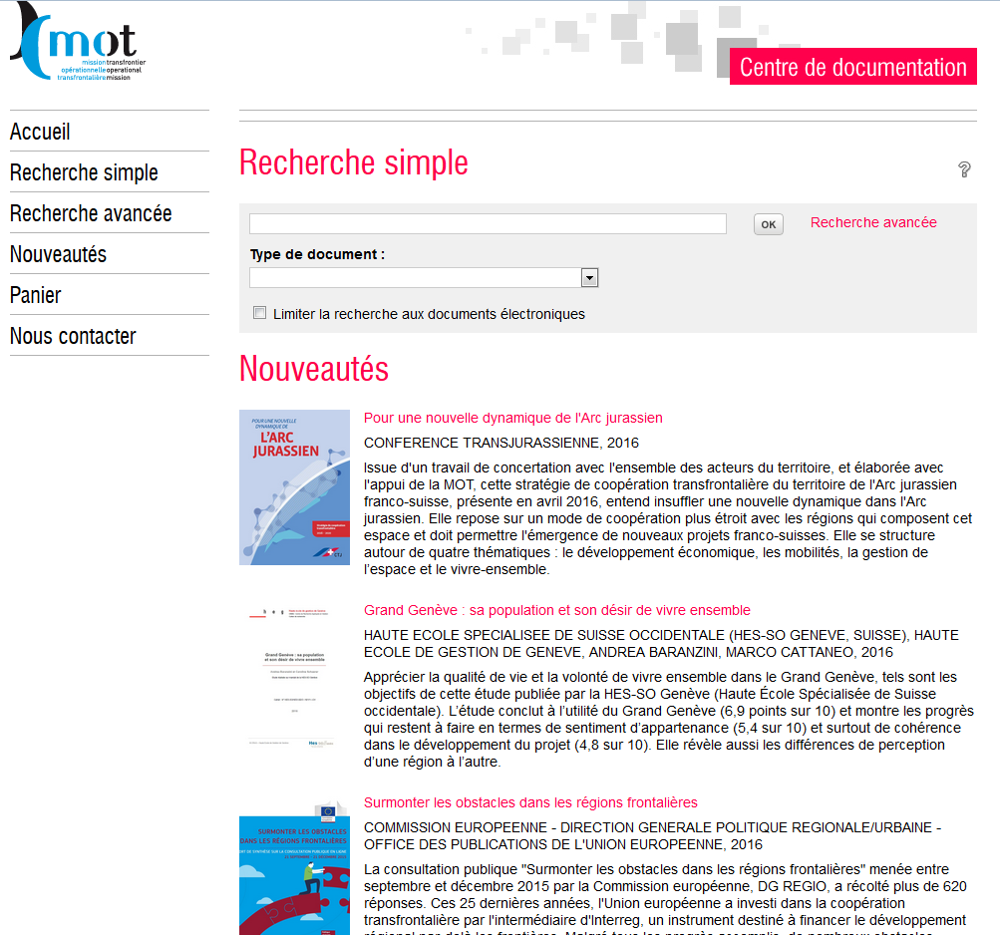 mot
mission transfrontier
opérationnelle operational
transfrontalière mission
Centre de documentation
Accueil
Recherche simple
Recherche avancée
Nouveautés
Panier
Nous contacter
Recherche simple
?
OK
Recherche avancée
Type de document :
Limiter la recherche aux documents électroniques
Nouveautés
POUR UNE NOUVELLE
DYNAMIQUE DE
L'ARC
JURASSIEN
CTJ
Pour une nouvelle dynamique de l'Arc jurassien
CONFERENCE TRANSJURASSIENNE, 2016
Issue d'un travail de concertation avec l'ensemble des acteurs du territoire, et élaborée avec
l'appui de la MOT, cette stratégie de coopération transfrontalière du territoire de l'Arc jurassien
franco-suisse, présente en avril 2016, entend insuffler une nouvelle dynamique dans l'Arc
jurassien. Elle repose sur un mode de coopération plus étroit avec les régions qui composent cet
espace et doit permettre l'émergence de nouveaux projets franco-suisses. Elle se structure
autour de quatre thématiques : le développement économique, les mobilités, la gestion de
l'espace et le vivre-ensemble.
h e g
Grand Genève : sa population
et son désir de vivre ensemble
Grand Genève : sa population et son désir de vivre ensemble
HAUTE ECOLE SPECIALISEE DE SUISSE OCCIDENTALE (HES-SO GENEVE, SUISSE), HAUTE
ECOLE DE GESTION DE GENEVE, ANDREA BARANZINI, MARCO CATTANEO, 2016
Apprécier la qualité de vie et la volonté de vivre ensemble dans le Grand Genève, tels sont les
objectifs de cette étude publiée par la HES-SO Genève (Haute École Spécialisée de Suisse
occidentale). L’étude conclut à l’utilité du Grand Genève (6,9 points sur 10) et montre les progrès
qui restent à faire en termes de sentiment d’appartenance (5,4 sur 10) et surtout de cohérence
dans le développement du projet (4,8 sur 10). Elle révèle aussi les différences de perception
d’une région à l’autre.
SURMONTER LES OBSTACLES
DANS LES RÉGIONS FRONTALIÈRES
Surmonter les obstacles dans les régions frontalières
COMMISSION EUROPEENNE - DIRECTION GENERALE POLITIQUE REGIONALE/URBAINE -
OFFICE DES PUBLICATIONS DE L'UNION EUROPEENNE, 2016
La consultation publique "Surmonter les obstacles dans les régions frontalières" menée entre
septembre et décembre 2015 par la Commission européenne, DG REGIO, a récolté plus de 620
réponses. Ces 25 dernières années, l'Union européenne a investi dans la coopération
transfrontalière par l'intermédiaire d'Interreg, un instrument destiné à financer le développement